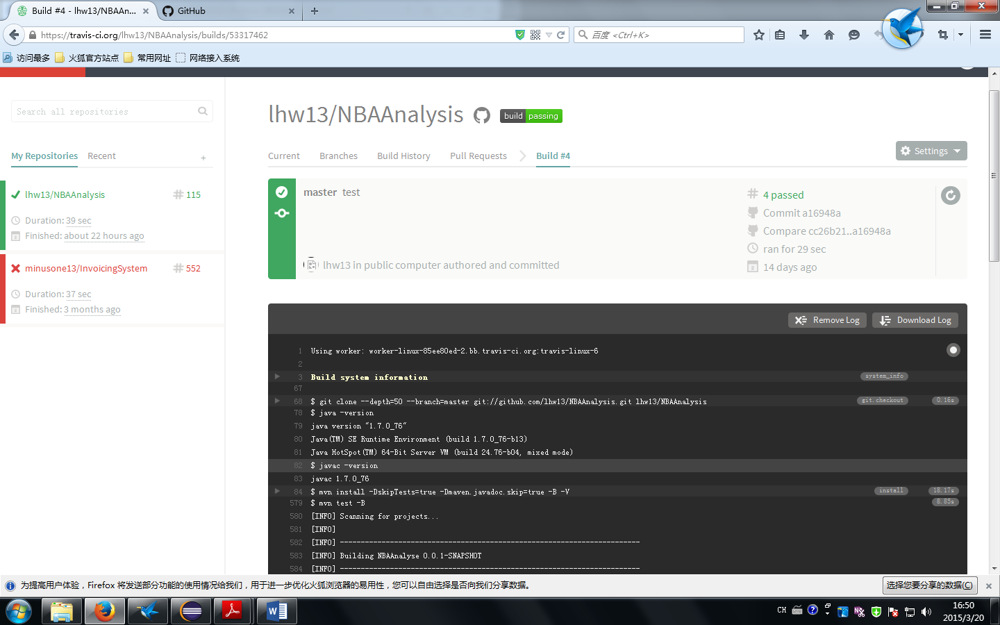 Build #4 - lhw13/NBAAn...
GitHub
https://travis-ci.org/lhw13/NBAAnalysis/builds/53317462
百度 <Ctrl+K>
访问最多 火狐官方站点 常用网址 网络接入系统
Search all repositories
My Repositories Recent +
lhw13/NBAAnalysis # 115
Duration: 39 sec
Finished: about 22 hours ago
minusone13/InvoicingSystem # 552
Duration: 37 sec
Finished: 3 months ago
lhw13/NBAAnalysis build passing
Current Branches Build History Pull Requests Build #4
Settings
master test
lhw13 in public computer authored and committed
# 4 passed
Commit a16948a
Compare cc26b21..a16948a
ran for 29 sec
14 days ago
Remove Log Download Log
1 Using worker: worker-linux-85ee80ed-2.bb.travis-ci.org:travis-linux-6
2
3 Build system information system_info
67
68 $ git clone --depth=50 --branch=master git://github.com/lhw13/NBAAnalysis.git lhw13/NBAAnalysis git.checkout 0.16s
78 $ java -version
79 java version "1.7.0_76"
80 Java(TM) SE Runtime Environment (build 1.7.0_76-b13)
81 Java HotSpot(TM) 64-Bit Server VM (build 24.76-b04, mixed mode)
82 $ javac -version
83 javac 1.7.0_76
84 $ mvn install -DskipTests=true -Dmaven.javadoc.skip=true -B -V install 18.17s
579 $ mvn test -B 8.85s
580 [INFO] Scanning for projects...
581 [INFO]
582 [INFO] ------------------------------------------------------------------------
583 [INFO] Building NBAAnalyse 0.0.1-SNAPSHOT
584 [INFO] ------------------------------------------------------------------------
为提高用户体验，Firefox 将发送部分功能的使用情况给我们，用于进一步优化火狐浏览器的易用性，您可以自由选择是否向我们分享数据。
选择您要分享的数据(C)
CH
16:50
2015/3/20